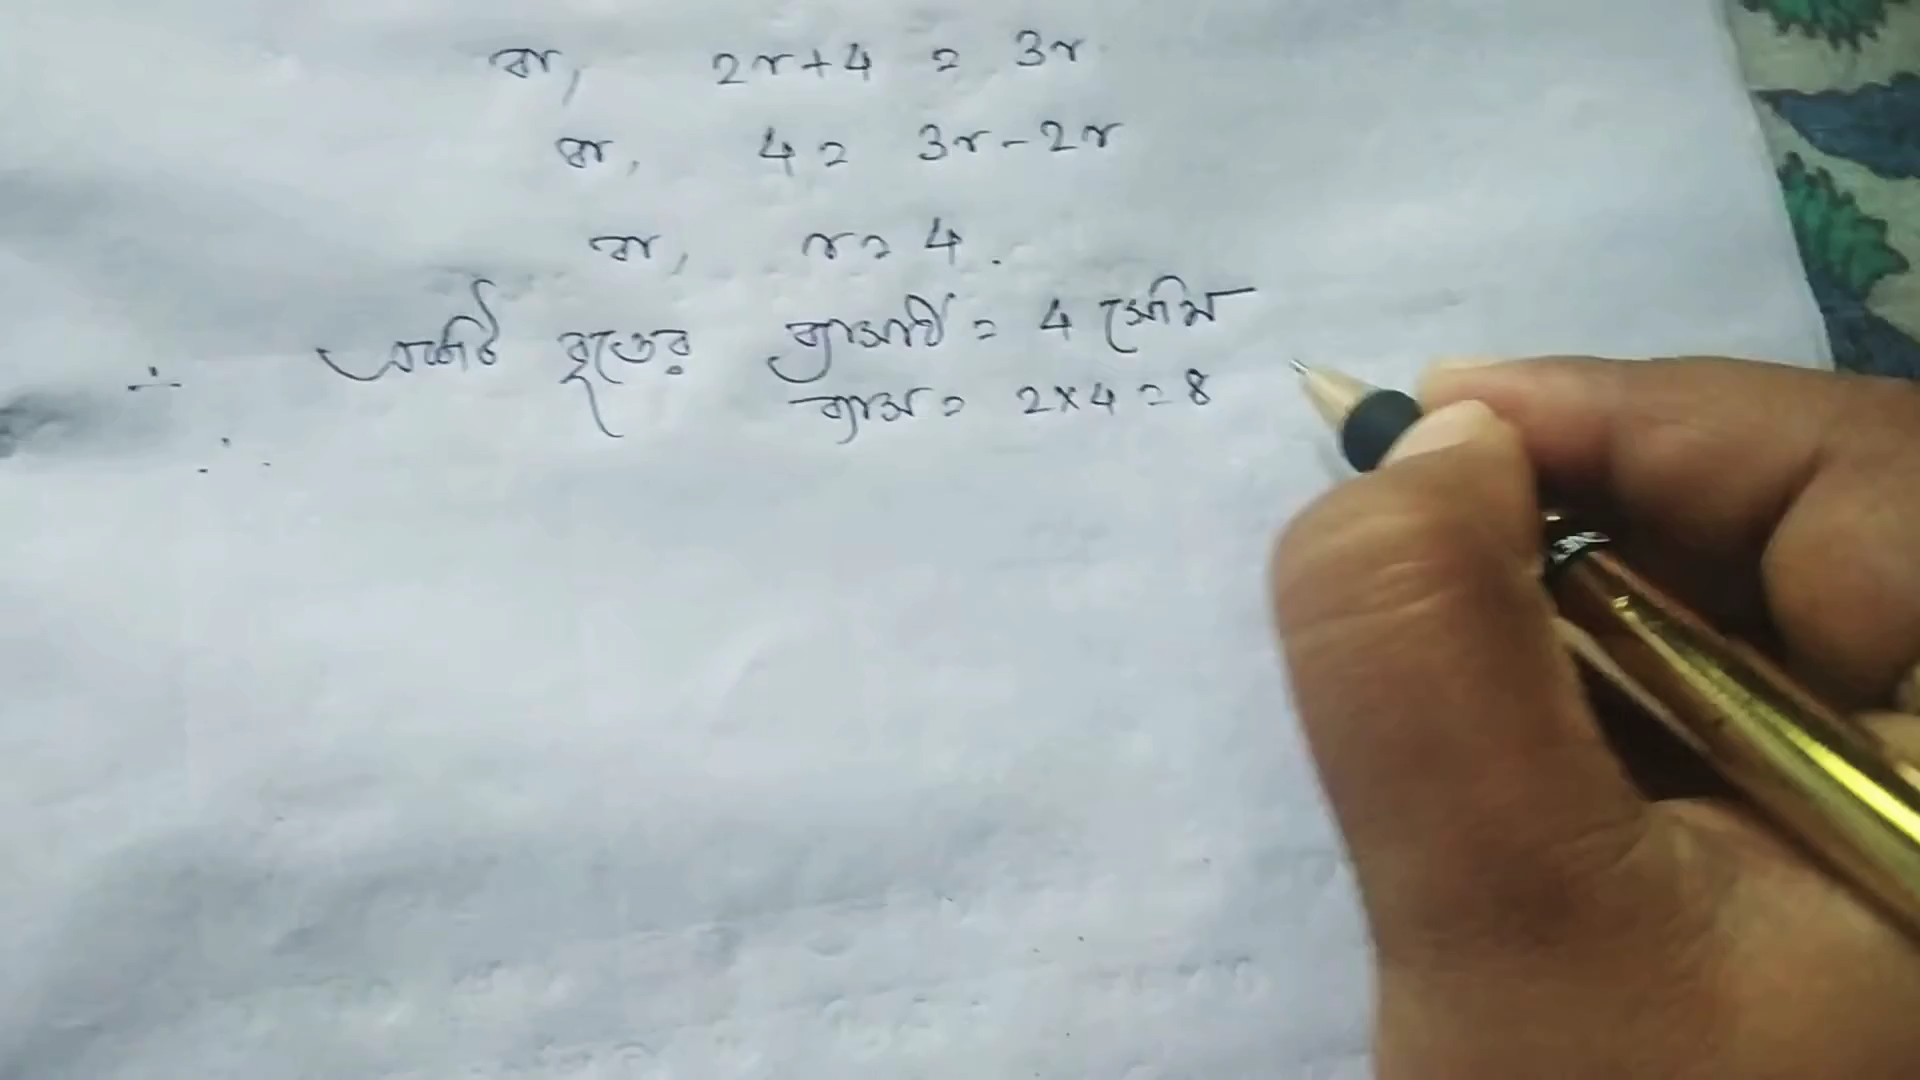 বা, 2r+4 = 3r
বা, 4 = 3r-2r
বা, r = 4.
∴ একটি বৃত্তের ব্যাসার্ধ = 4 সেমি
ব্যাস = 2×4 = 8
∴